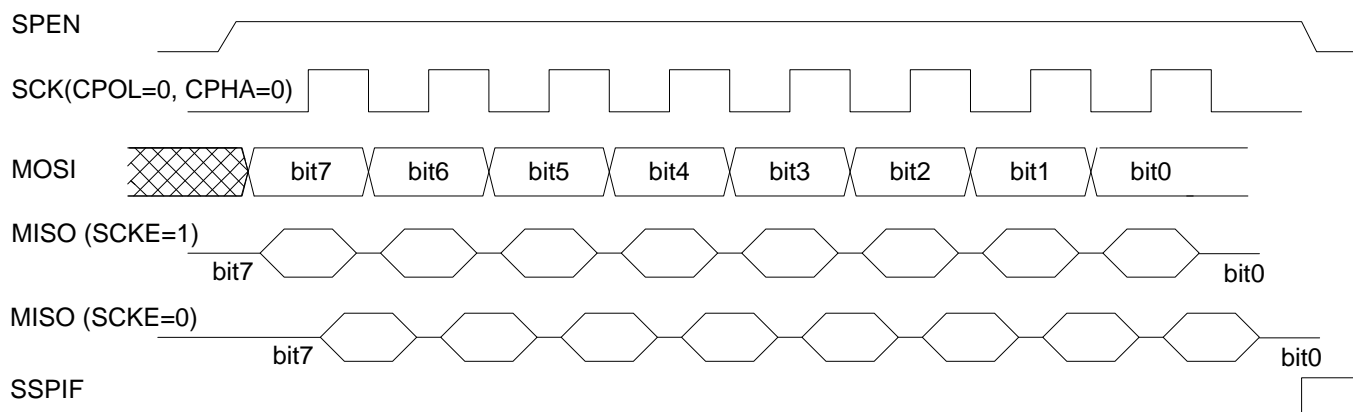 SPEN
SCK(CPOL=0, CPHA=0)
MOSI bit7 bit6 bit5 bit4 bit3 bit2 bit1 bit0
MISO (SCKE=1)
bit7 bit0
MISO (SCKE=0)
bit7 bit0
SSPIF